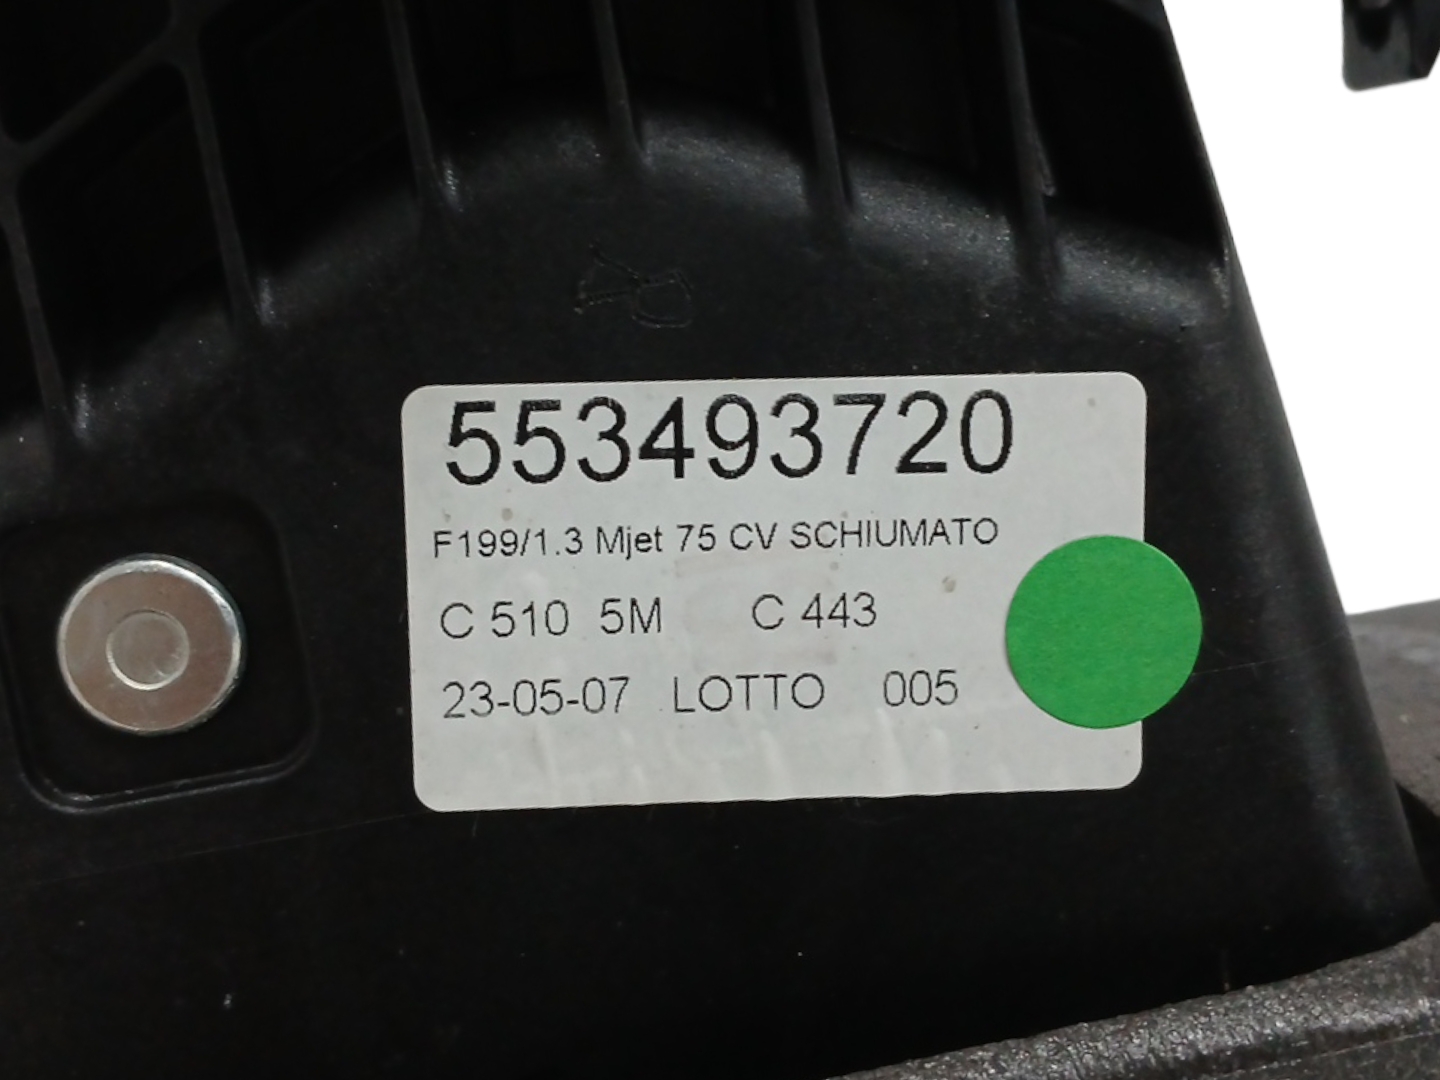 553493720
F199/1.3 Mjet 75 CV SCHIUMATO
C 510 5M C 443
23-05-07 LOTTO 005